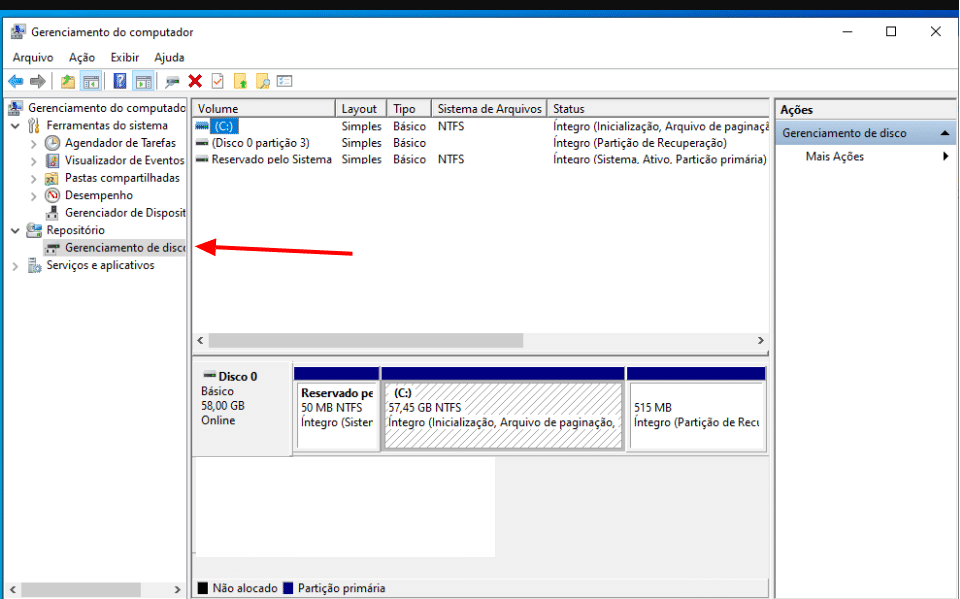 Gerenciamento do computador
Arquivo Ação Exibir Ajuda
Gerenciamento do computado
Ferramentas do sistema
Agendador de Tarefas
Visualizador de Eventos
Pastas compartilhadas
Desempenho
Gerenciador de Disposit
Repositório
Gerenciamento de disc
Serviços e aplicativos
Volume Layout Tipo Sistema de Arquivos Status
(C:) Simples Básico NTFS Íntegro (Inicialização, Arquivo de paginaçã
(Disco 0 partição 3) Simples Básico Íntegro (Partição de Recuperação)
Reservado pelo Sistema Simples Básico NTFS Íntegro (Sistema, Ativo, Partição primária)
Ações
Gerenciamento de disco
Mais Ações
Disco 0
Básico
58,00 GB
Online
Reservado pe
50 MB NTFS
Íntegro (Sister
(C:)
57,45 GB NTFS
Íntegro (Inicialização, Arquivo de paginação,
515 MB
Íntegro (Partição de Recu
Não alocado Partição primária